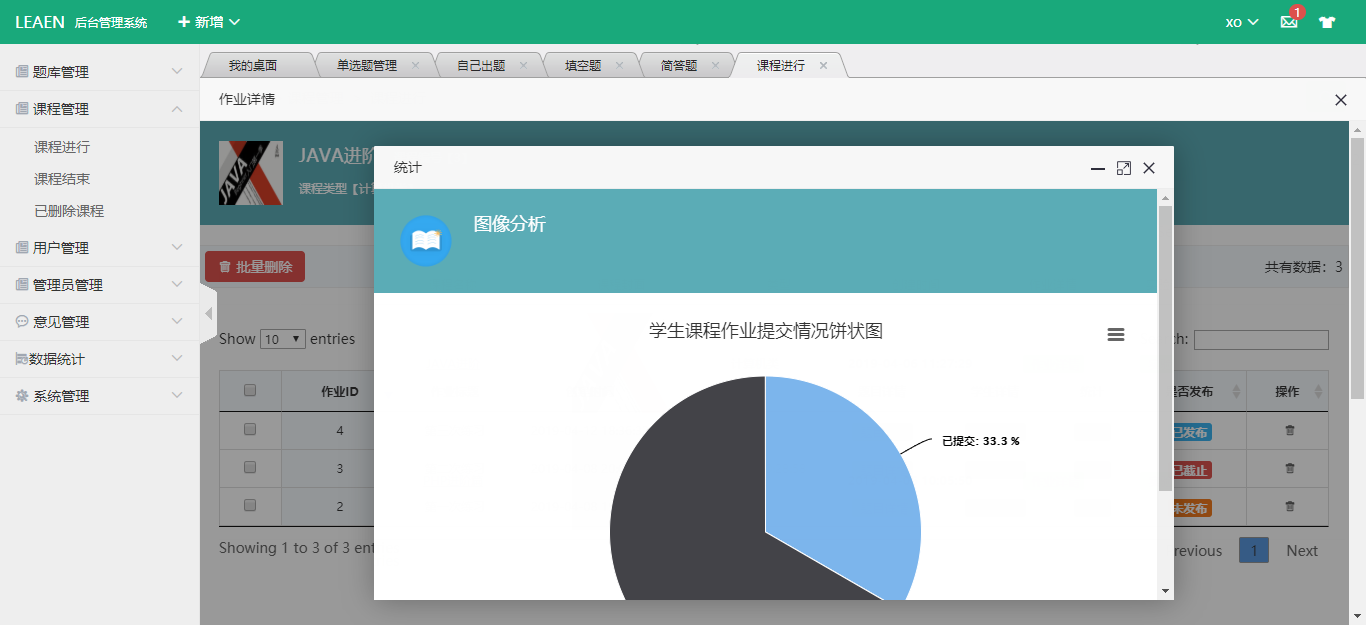 LEAEN 后台管理系统
新增
xo
1
题库管理
课程管理
课程进行
课程结束
已删除课程
用户管理
管理员管理
意见管理
数据统计
系统管理
我的桌面
单选题管理
自己出题
填空题
简答题
课程进行
作业详情
JAVA
JAVA进阶
课程类型【计
批量删除
共有数据：3
Show 10 entries
h:
作业ID
是否发布
操作
4
已发布
3
已截止
2
未发布
Showing 1 to 3 of 3 ent
revious
1
Next
统计
图像分析
学生课程作业提交情况饼状图
已提交: 33.3 %